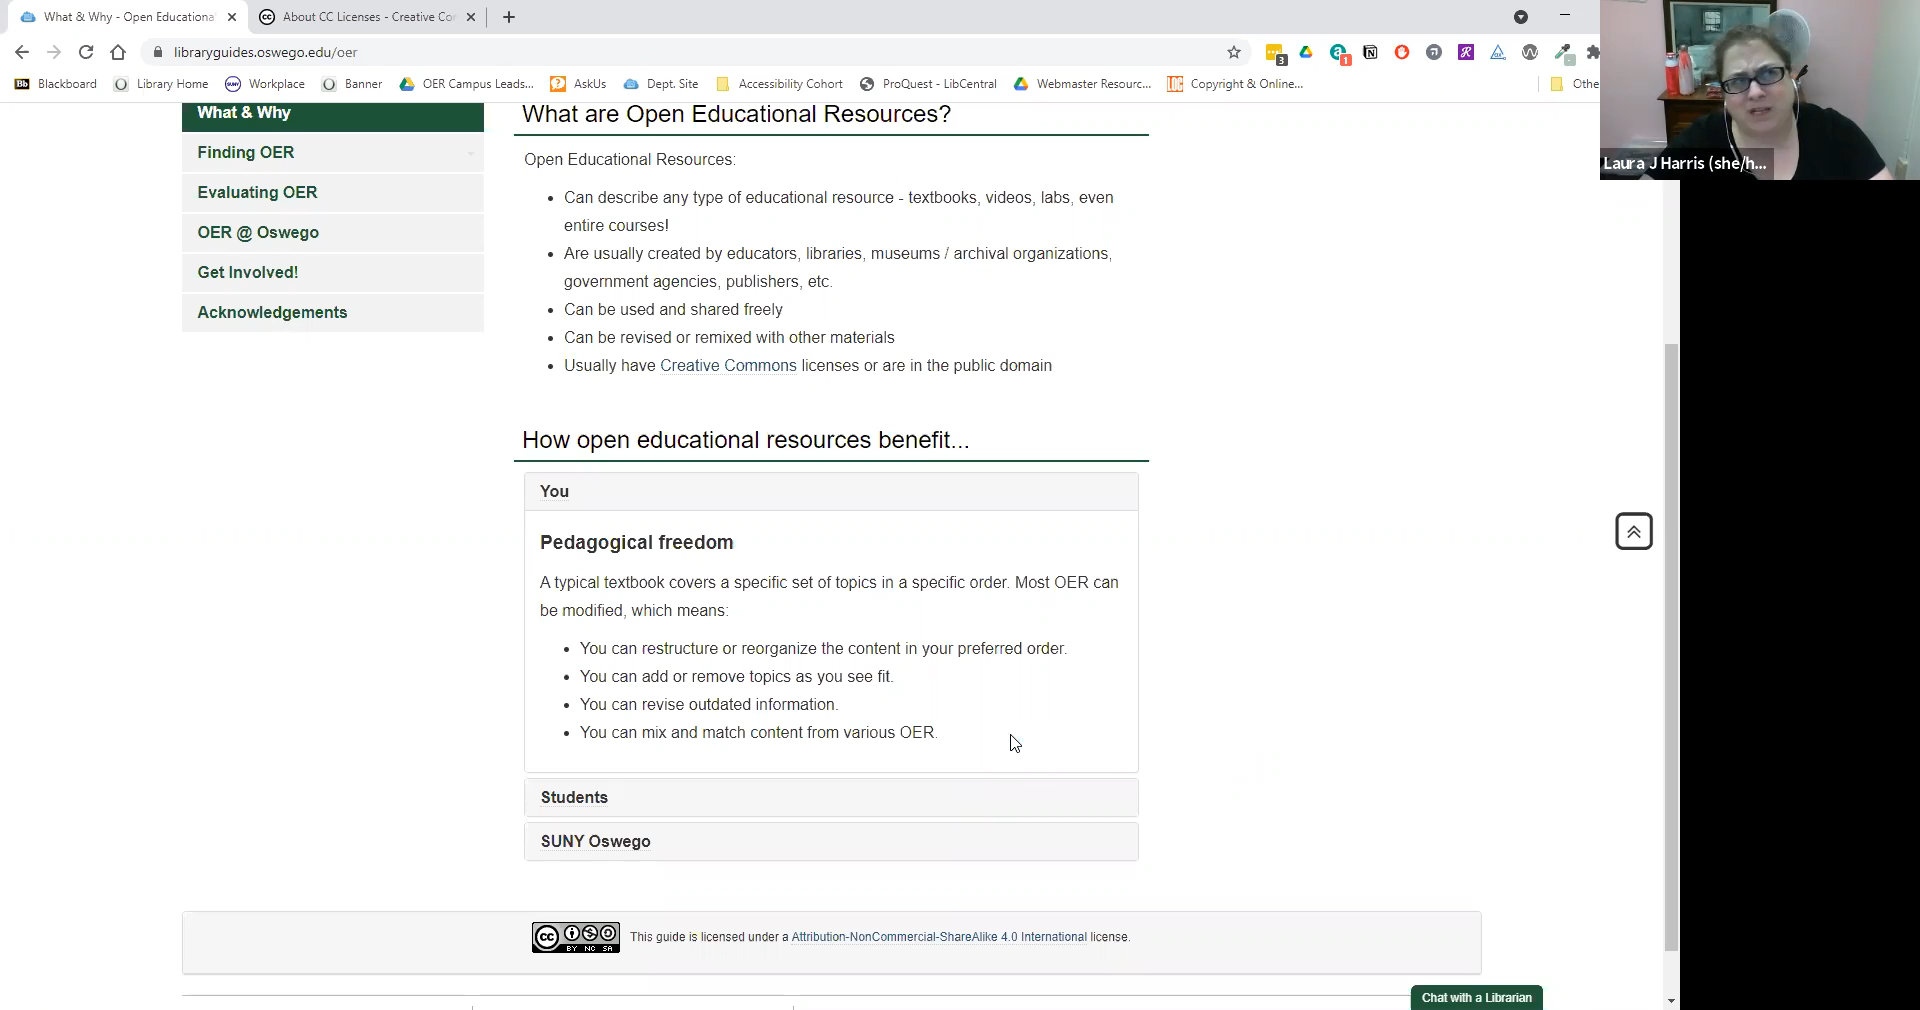 What & Why - Open Educationa
About CC Licenses - Creative Co
libraryguides.oswego.edu/oer
3
1
Bb Blackboard
Library Home
SUNY Workplace
Banner
OER Campus Leads...
AskUs
Dept. Site
Accessibility Cohort
ProQuest - LibCentral
Webmaster Resourc...
Copyright & Online...
Othe
Laura J Harris (she/h...
What & Why
Finding OER
Evaluating OER
OER @ Oswego
Get Involved!
Acknowledgements
What are Open Educational Resources?
Open Educational Resources:
Can describe any type of educational resource - textbooks, videos, labs, even
entire courses!
Are usually created by educators, libraries, museums / archival organizations,
government agencies, publishers, etc.
Can be used and shared freely
Can be revised or remixed with other materials
Usually have Creative Commons licenses or are in the public domain
How open educational resources benefit...
You
Pedagogical freedom
A typical textbook covers a specific set of topics in a specific order. Most OER can
be modified, which means:
You can restructure or reorganize the content in your preferred order.
You can add or remove topics as you see fit.
You can revise outdated information.
You can mix and match content from various OER.
Students
SUNY Oswego
CC BY NC SA
This guide is licensed under a Attribution-NonCommercial-ShareAlike 4.0 International license.
Chat with a Librarian